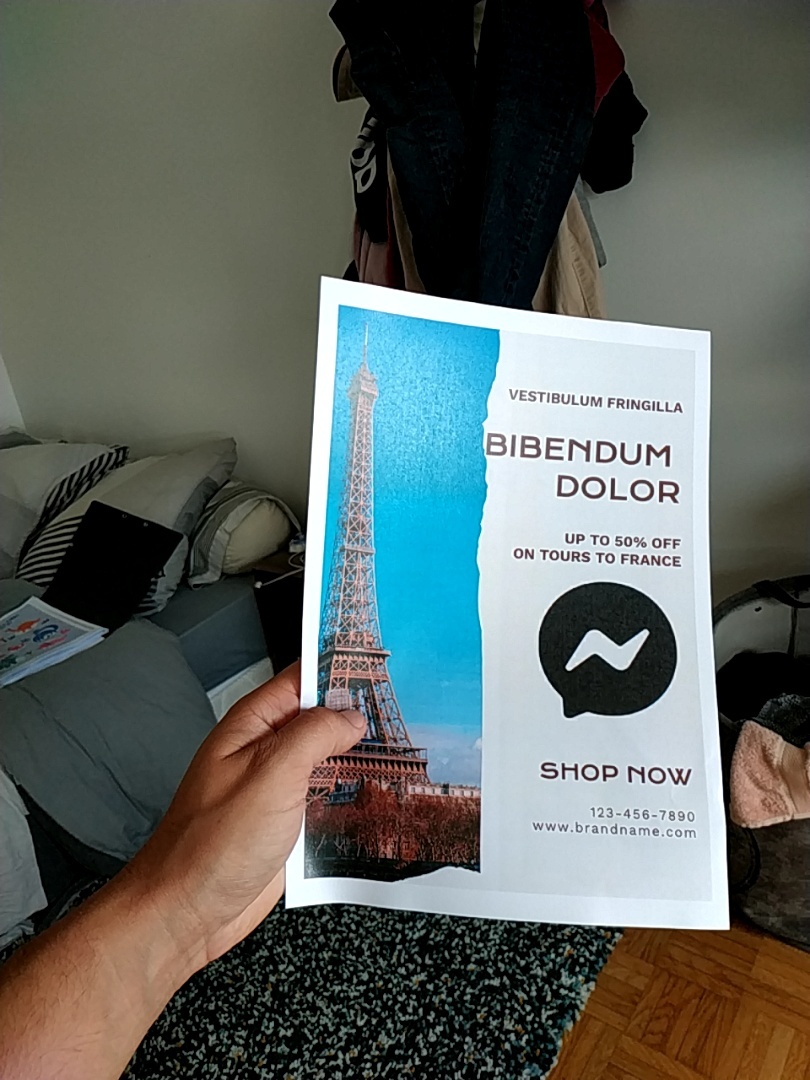 VESTIBULUM FRINGILLA
BIBENDUM
DOLOR
UP TO 50% OFF
ON TOURS TO FRANCE
SHOP NOW
123-456-7890
www.brandname.com